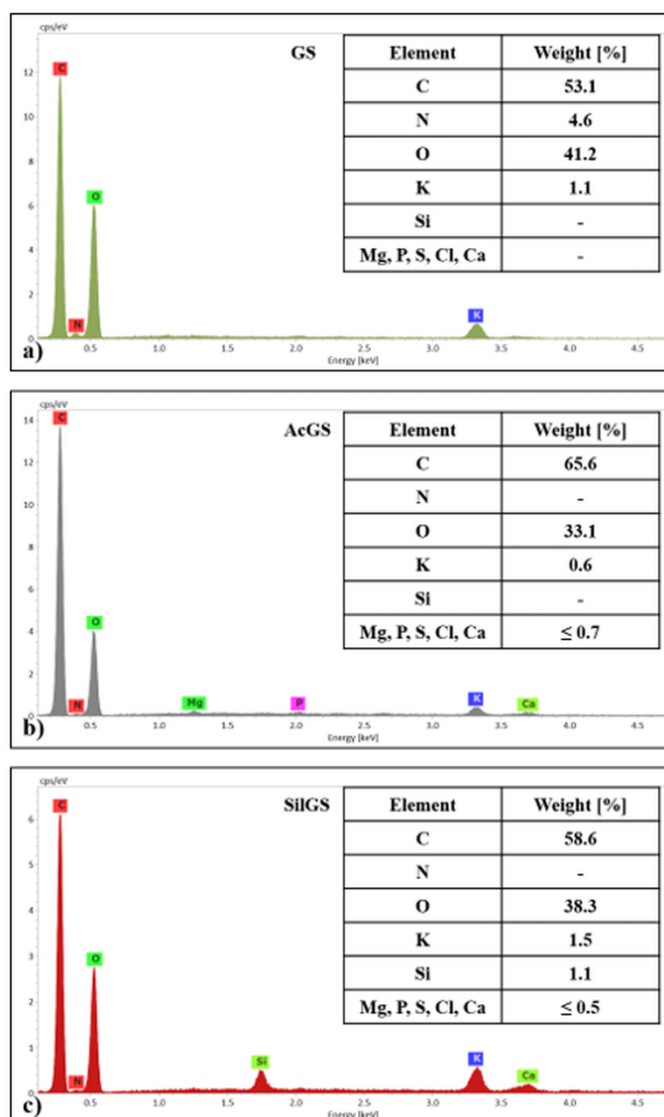 cps/eV
GS
Element Weight [%]
C 53.1
N 4.6
O 41.2
K 1.1
Si -
Mg, P, S, Cl, Ca -
12
10
8
6
4
2
0
C
N
O
K
0.5 1.0 1.5 2.0 2.5 3.0 3.5 4.0 4.5
Energy [keV]
a)
cps/eV
AcGS
Element Weight [%]
C 65.6
N -
O 33.1
K 0.6
Si -
Mg, P, S, Cl, Ca ≤ 0.7
14
12
10
8
6
4
2
0
C
N
O
Mg
P
K
Ca
0.5 1.0 1.5 2.0 2.5 3.0 3.5 4.0 4.5
Energy [keV]
b)
cps/eV
SilGS
Element Weight [%]
C 58.6
N -
O 38.3
K 1.5
Si 1.1
Mg, P, S, Cl, Ca ≤ 0.5
6
5
4
3
2
1
0
C
N
O
Si
K
Ca
0.5 1.0 1.5 2.0 2.5 3.0 3.5 4.0 4.5
Energy [keV]
c)